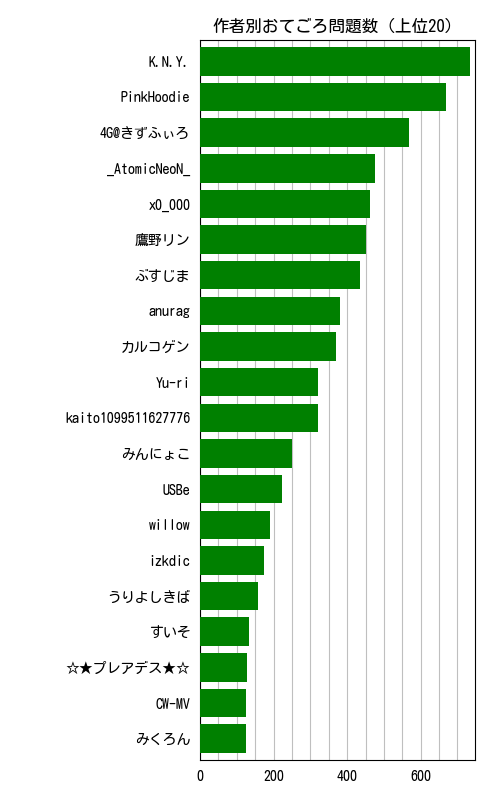 作者別おてごろ問題数（上位20）
K.N.Y.
PinkHoodie
4G@きずふぃろ
_AtomicNeoN_
x0_000
鷹野リン
ぶすじま
anurag
カルコゲン
Yu-ri
kaito1099511627776
みんにょこ
USBe
willow
izkdic
うりよしきば
すいそ
☆★プレアデス★☆
CW-MV
みくろん
0 200 400 600